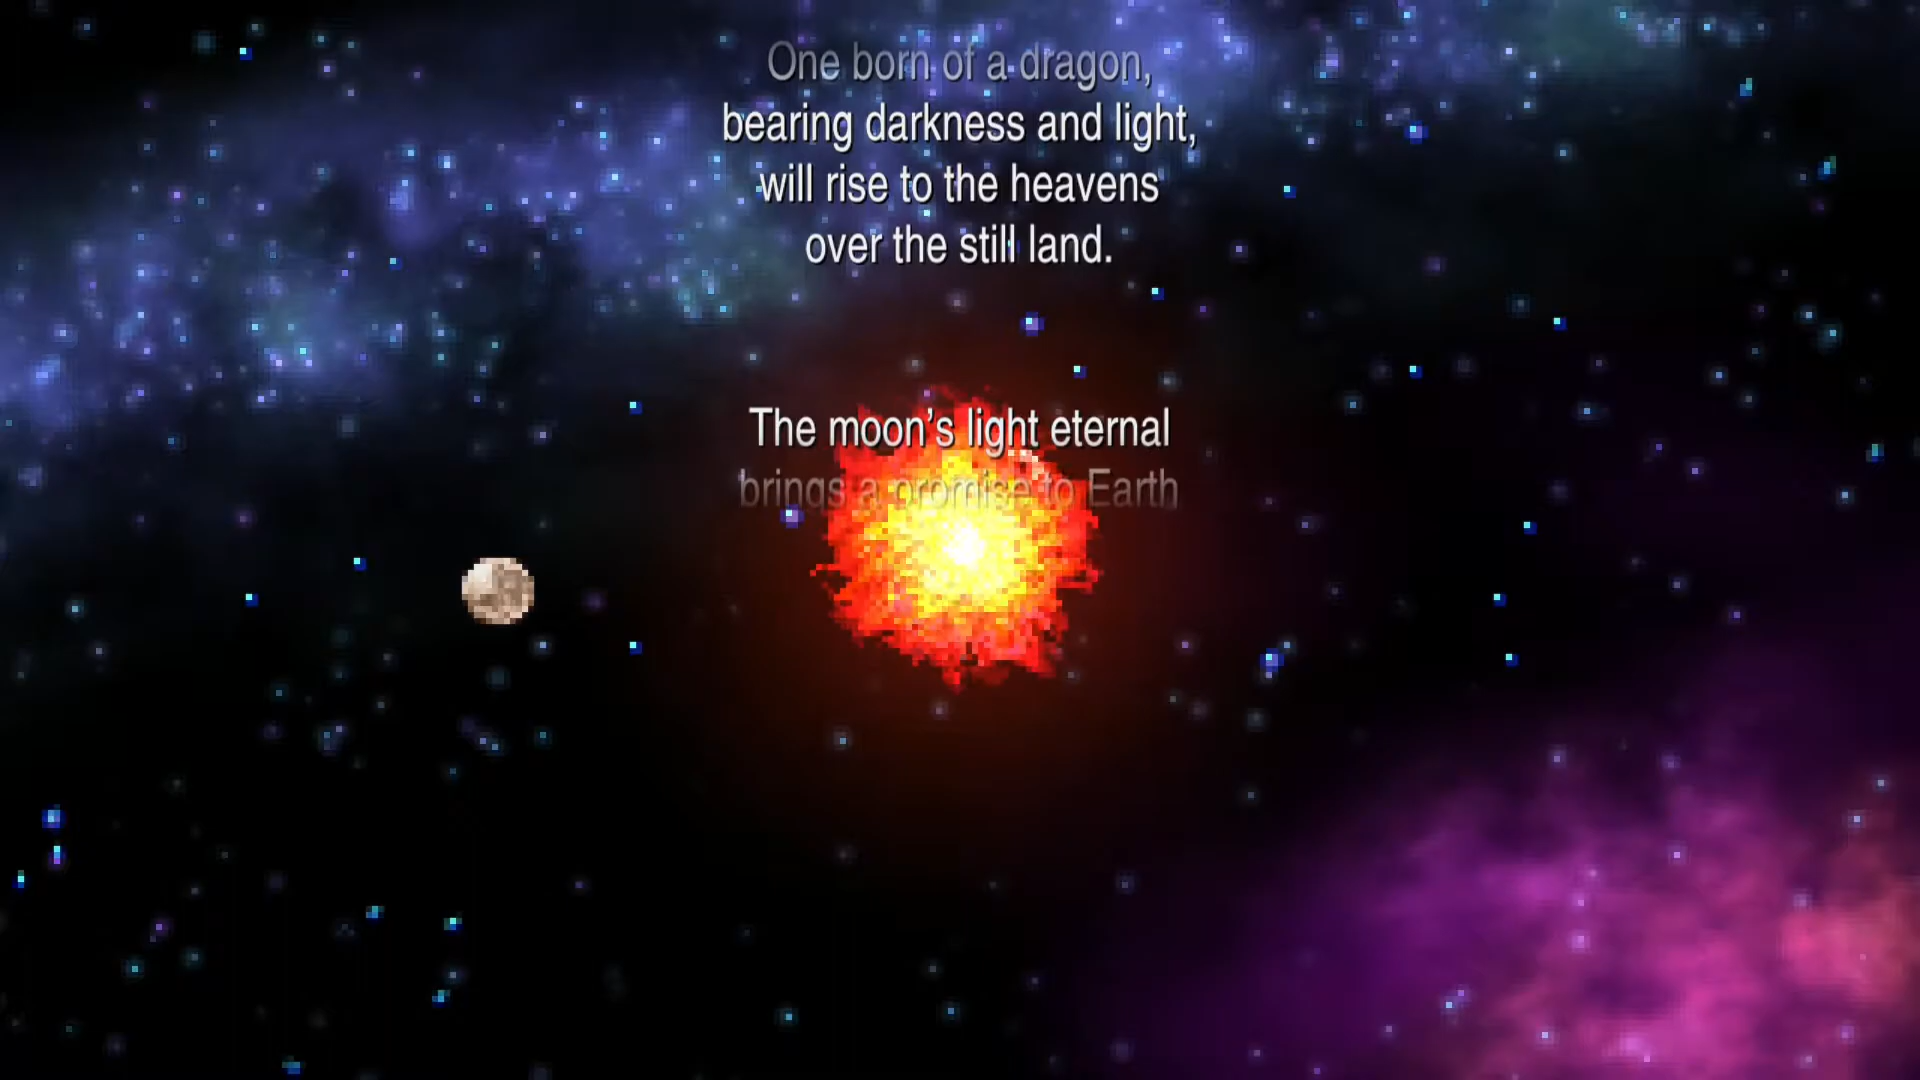 One born of a dragon,
bearing darkness and light,
will rise to the heavens
over the still land.
The moon’s light eternal
brings a promise to Earth